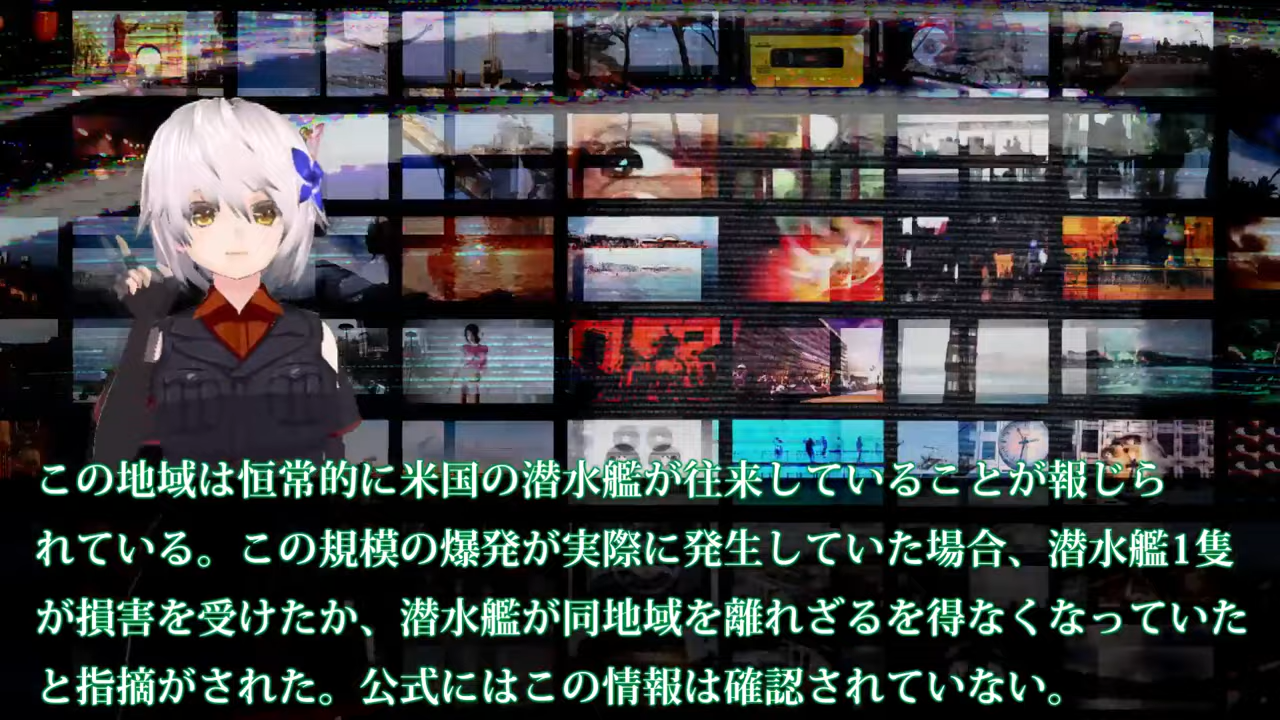 この地域は恒常的に米国の潜水艦が往来していることが報じら
れている。この規模の爆発が実際に発生していた場合、潜水艦1隻
が損害を受けたか、潜水艦が同地域を離れざるを得なくなっていた
と指摘がされた。公式にはこの情報は確認されていない。